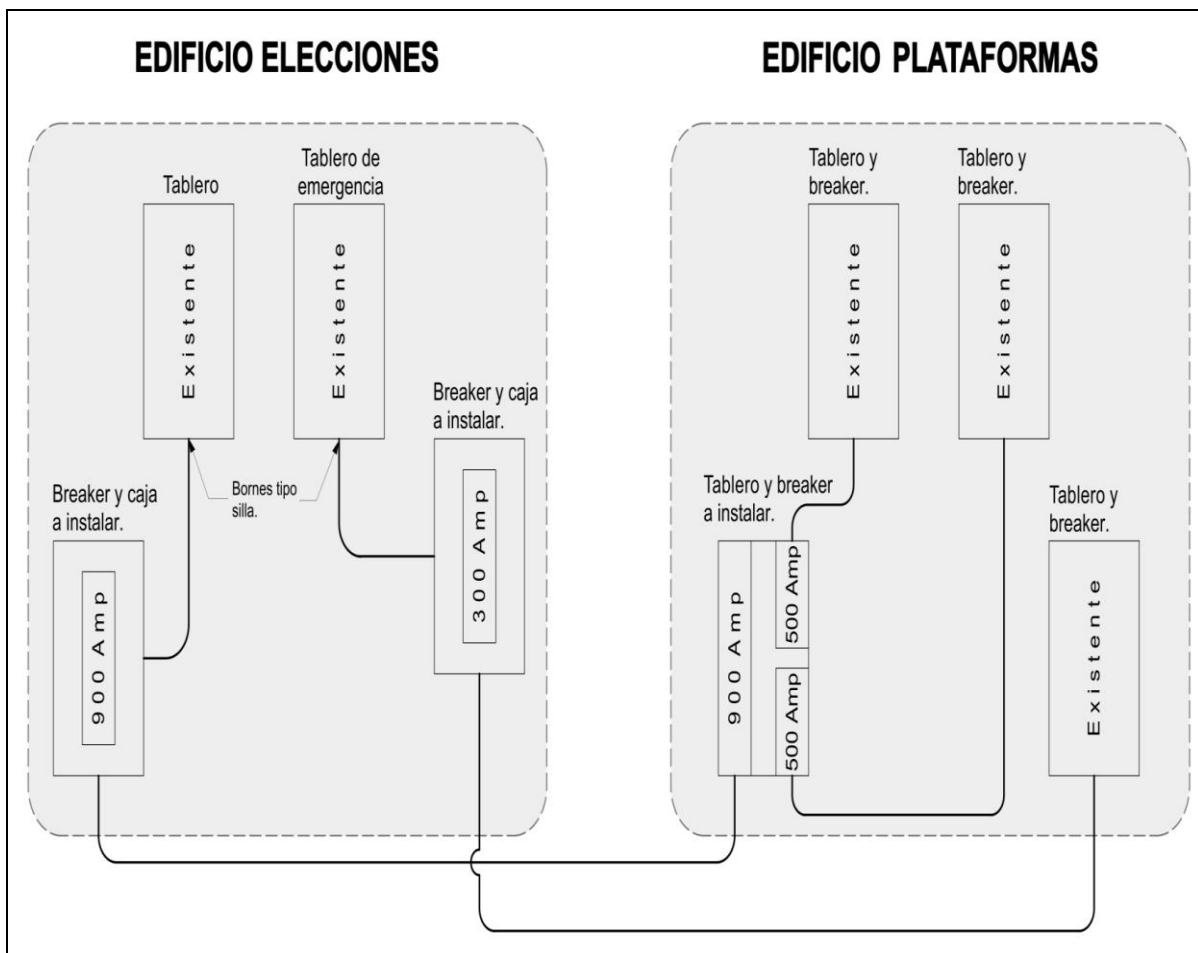 EDIFICIO ELECCIONES
Tablero
Tablero de
emergencia
Existente
Existente
Breaker y caja
a instalar.
300 Amp
Bornes tipo
silla.
Breaker y caja
a instalar.
900 Amp
EDIFICIO PLATAFORMAS
Tablero y
breaker.
Tablero y
breaker.
Existente
Existente
Tablero y breaker
a instalar.
900 Amp
500 Amp
500 Amp
Tablero y
breaker.
Existente